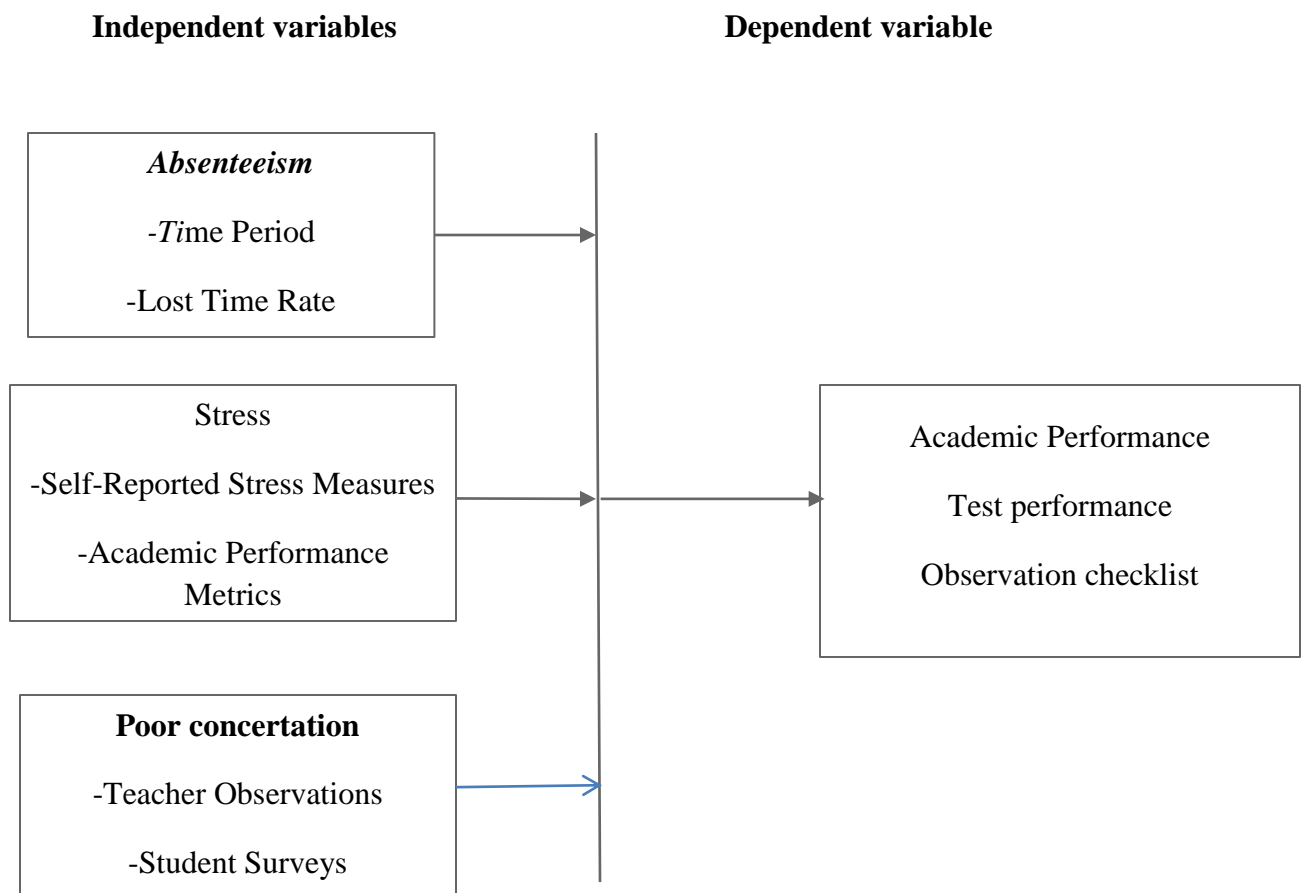 Independent variables
Dependent variable
Absenteeism
-Time Period
-Lost Time Rate
Stress
-Self-Reported Stress Measures
-Academic Performance
Metrics
Academic Performance
Test performance
Observation checklist
Poor concertation
-Teacher Observations
-Student Surveys